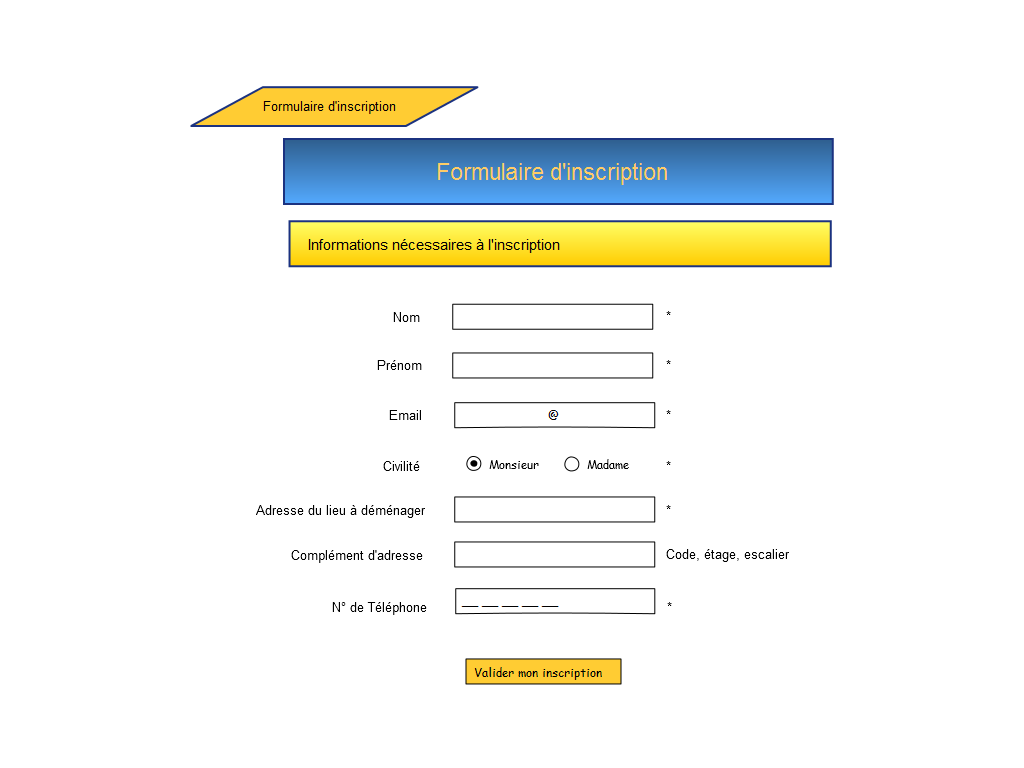 Formulaire d'inscription
Formulaire d'inscription
Informations nécessaires à l'inscription
Nom *
Prénom *
Email @ *
Civilité Monsieur Madame *
Adresse du lieu à déménager *
Complément d'adresse Code, étage, escalier
N° de Téléphone __ __ __ __ __ *
Valider mon inscription